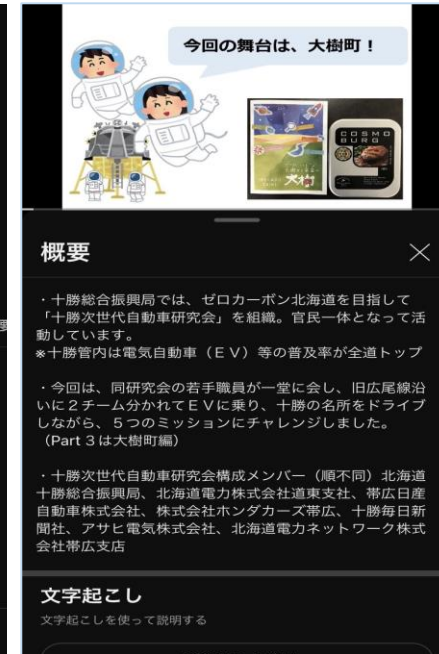 今回の舞台は、大樹町！
大樹
COSMO
BURG
概要
・十勝総合振興局では、ゼロカーボン北海道を目指して
「十勝次世代自動車研究会」を組織。官民一体となって活
動しています。
※十勝管内は電気自動車（ＥＶ）等の普及率が全道トップ
・今回は、同研究会の若手職員が一堂に会し、旧広尾線沿
いに２チーム分かれてＥＶに乗り、十勝の名所をドライブ
しながら、５つのミッションにチャレンジしました。
（Part３は大樹町編）
・十勝次世代自動車研究会構成メンバー（順不同）北海道
十勝総合振興局、北海道電力株式会社道東支社、帯広日産
自動車株式会社、株式会社ホンダカーズ帯広、十勝毎日新
聞社、アサヒ電気株式会社、北海道電力ネットワーク株式
会社帯広支店
文字起こし
文字起こしを使って説明する